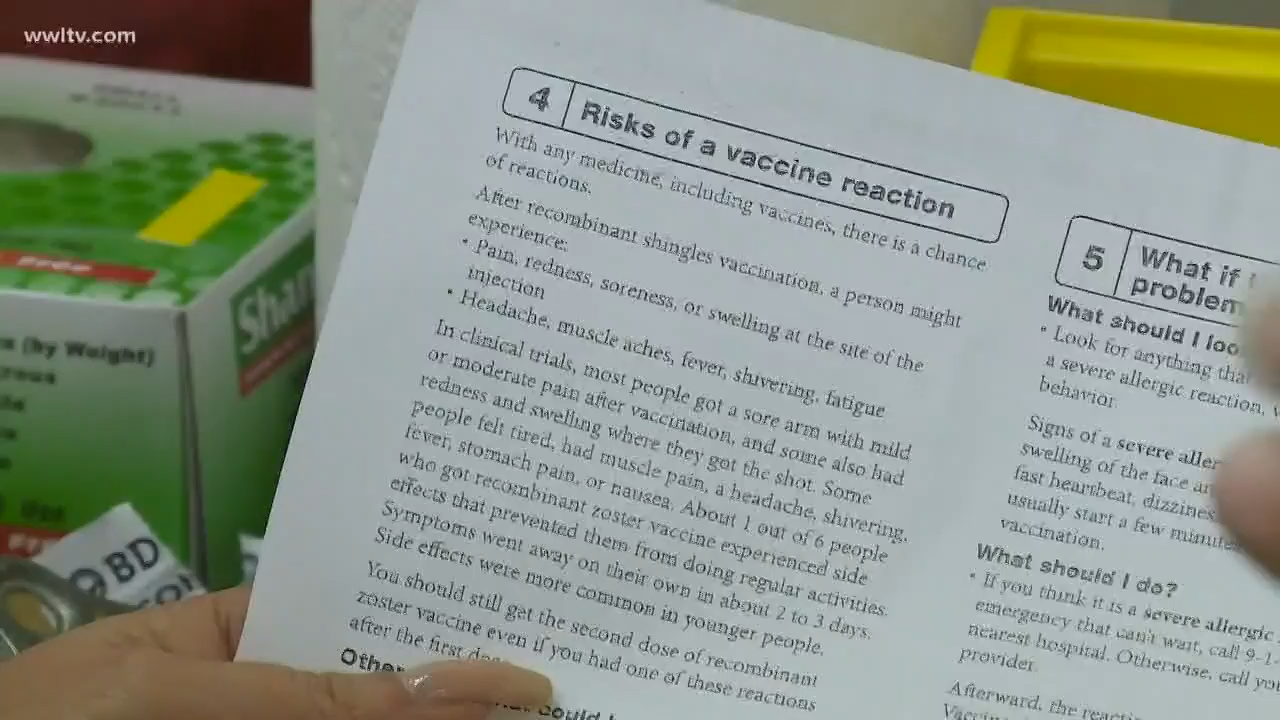 wwltv.com
4 Risks of a vaccine reaction
With any medicine, including vaccines, there is a chance
of reactions.
After recombinant shingles vaccination, a person might
experience:
• Pain, redness, soreness, or swelling at the site of the
injection
• Headache, muscle aches, fever, shivering, fatigue
In clinical trials, most people got a sore arm with mild
or moderate pain after vaccination, and some also had
redness and swelling where they got the shot. Some
people felt tired, had muscle pain, a headache, shivering,
fever, stomach pain, or nausea. About 1 out of 6 people
who got recombinant zoster vaccine experienced side
effects that prevented them from doing regular activities.
Symptoms went away on their own in about 2 to 3 days.
Side effects were more common in younger people.
You should still get the second dose of recombinant
zoster vaccine even if you had one of these reactions
after the first
5 What if
problem
What should I
• Look for anything
a severe allergic reaction,
behavior.
Signs of a severe
swelling of the face
fast heartbeat,
usually start a few
vaccination.
What should I do?
• If you think it is a severe allergic
emergency that can't wait, call 9-1-
nearest hospital. Otherwise, call
provider.
Afterward, the
(by Weight)
BD